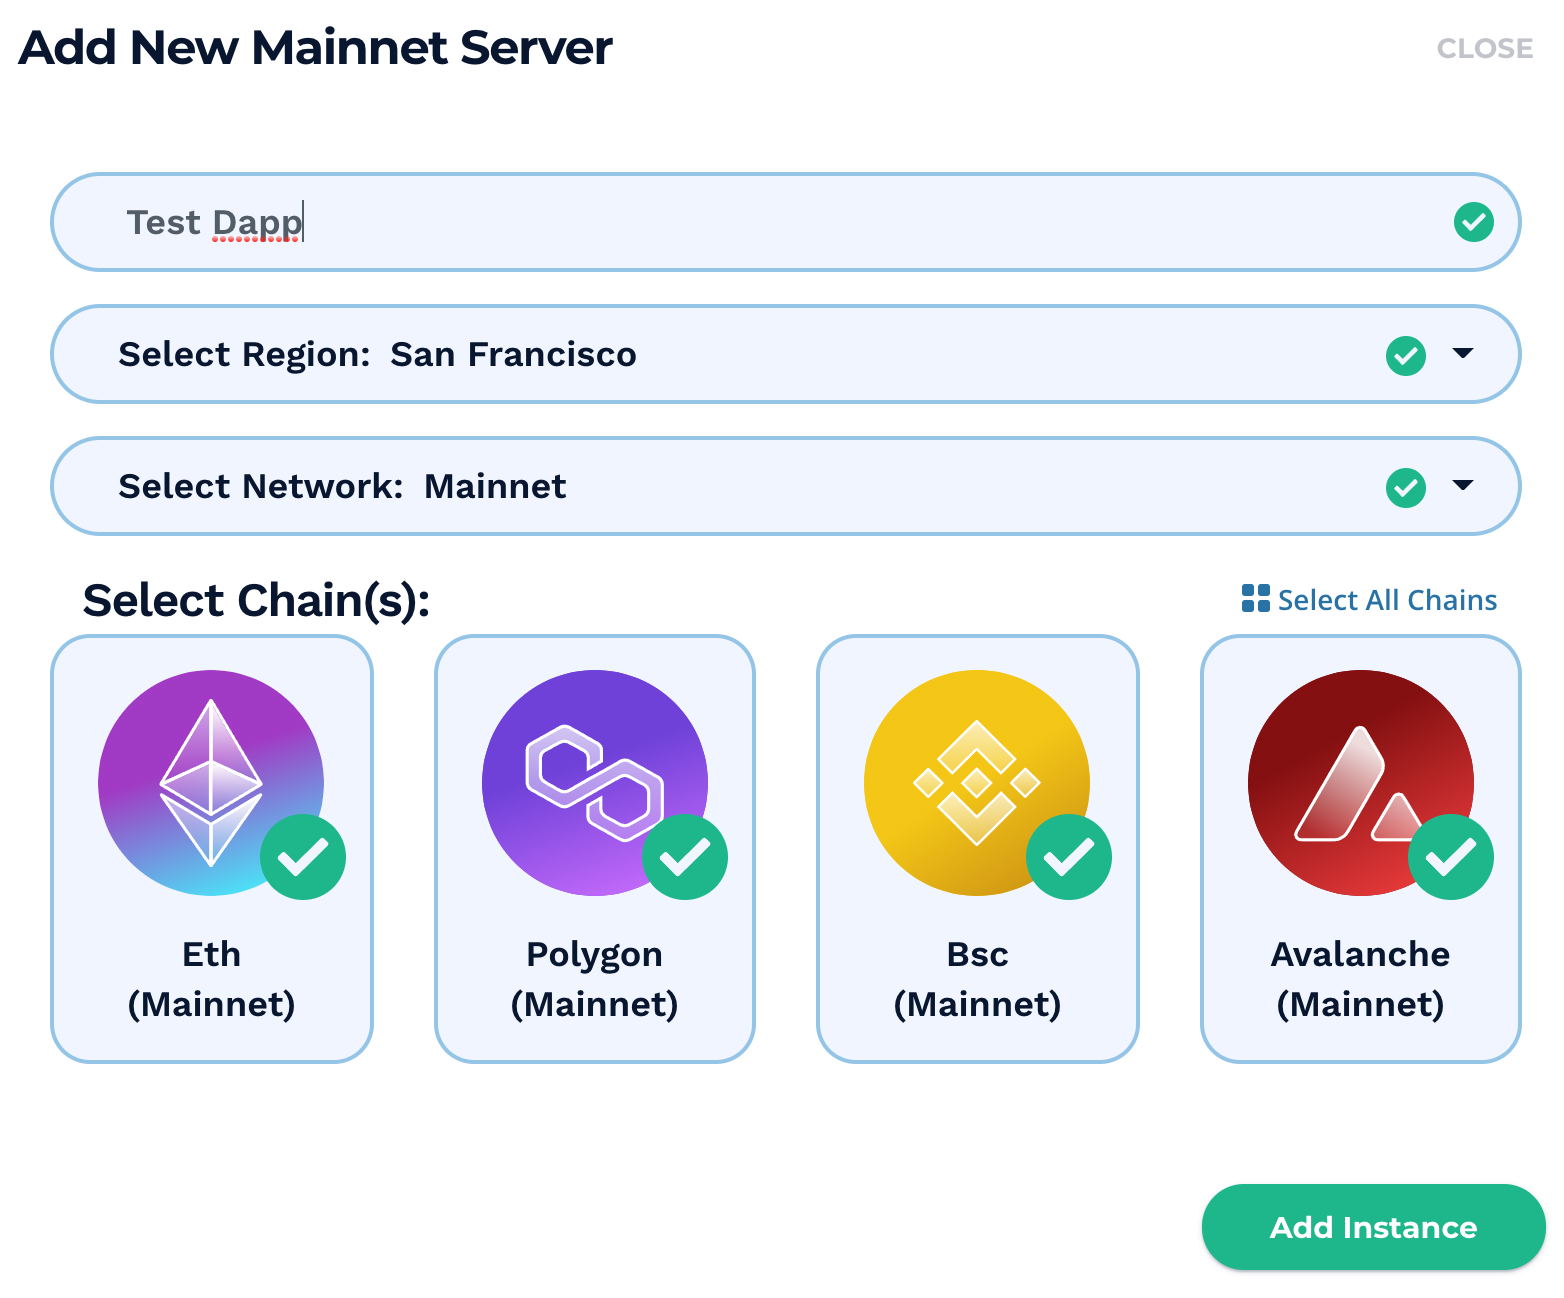 Add New Mainnet Server
CLOSE
Test Dapp
Select Region: San Francisco
Select Network: Mainnet
Select Chain(s):
Select All Chains
Eth
(Mainnet)
Polygon
(Mainnet)
Bsc
(Mainnet)
Avalanche
(Mainnet)
Add Instance